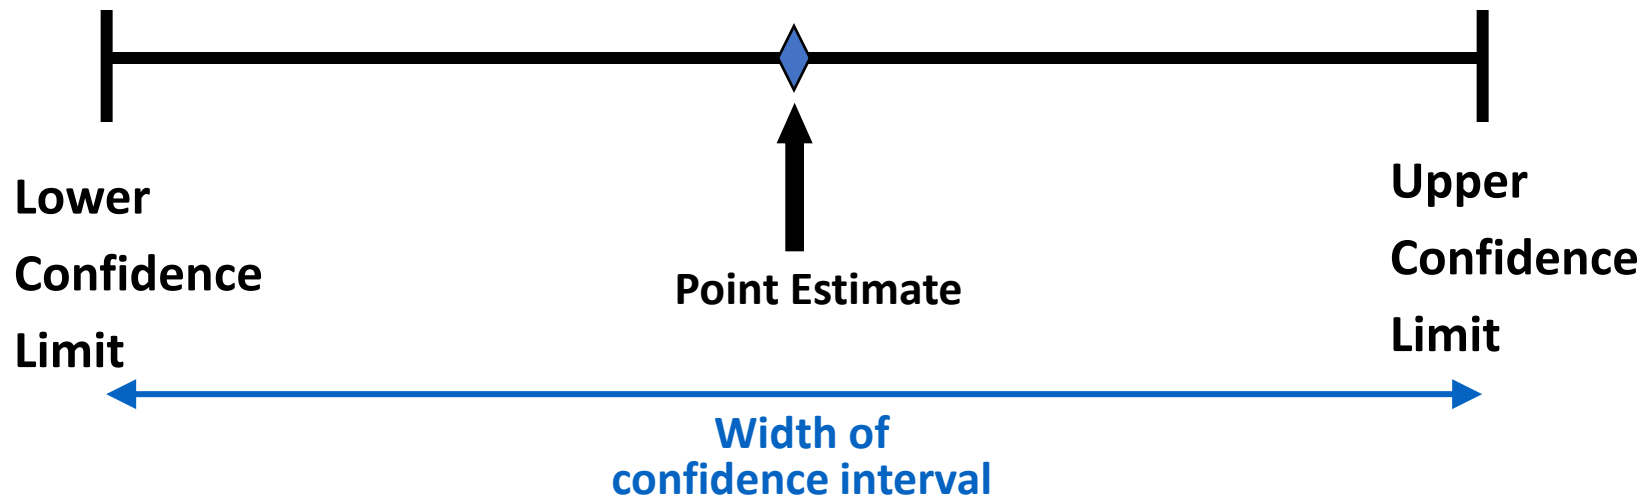 Lower
Confidence
Limit
Point Estimate
Upper
Confidence
Limit
Width of
confidence interval